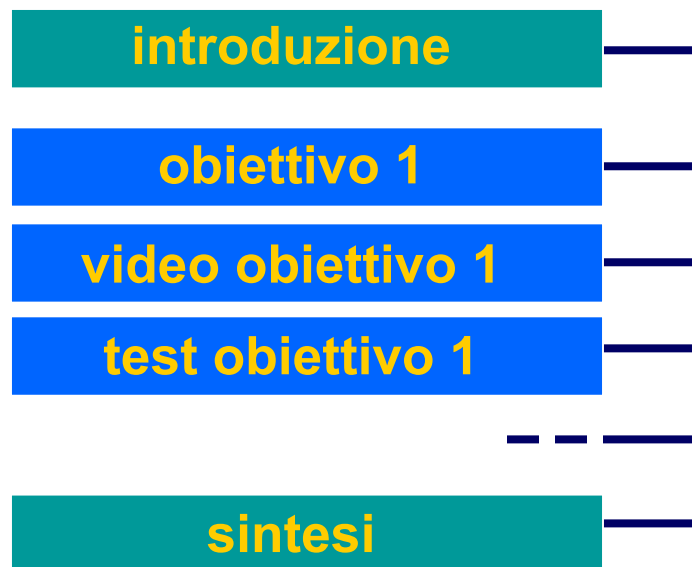 introduzione
obiettivo 1
video obiettivo 1
test obiettivo 1
sintesi